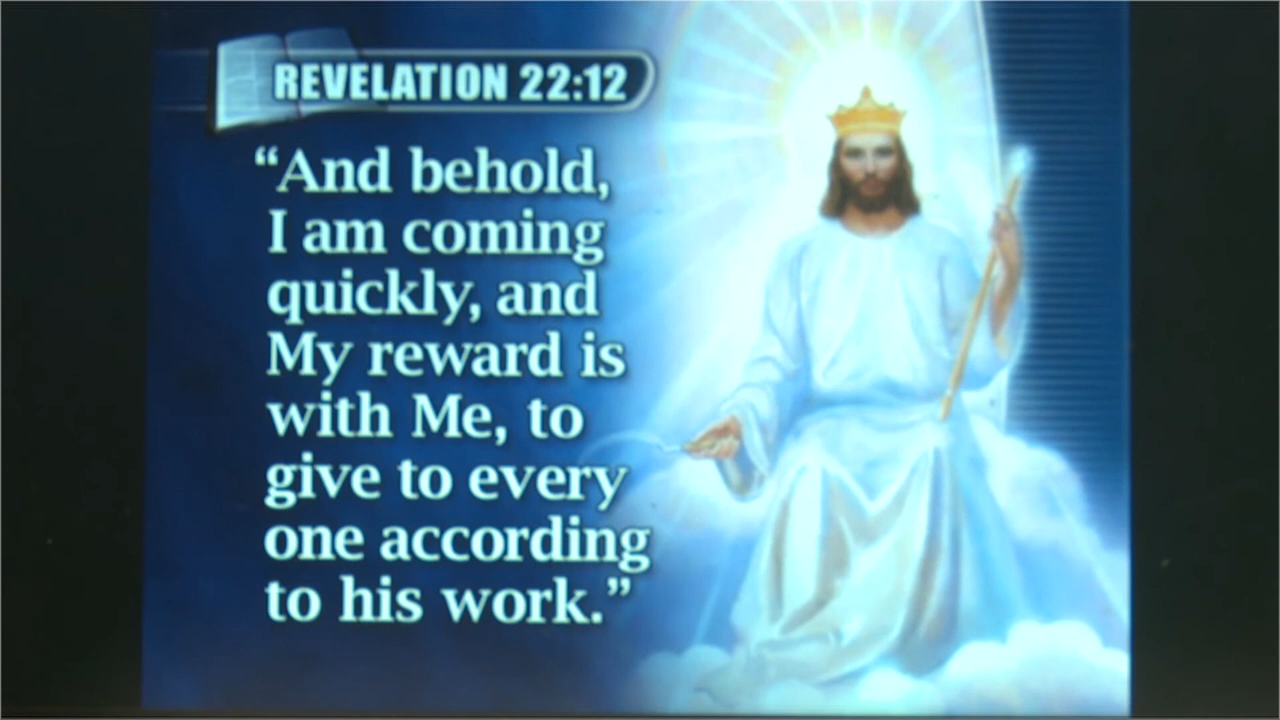 REVELATION 22:12
“And behold,
I am coming
quickly, and
My reward is
with Me, to
give to every
one according
to his work.”